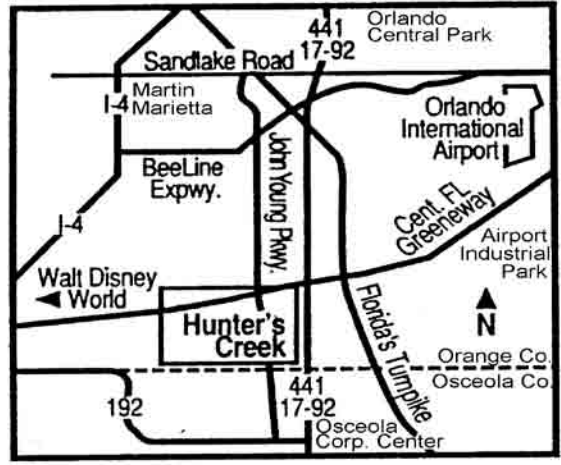 441
17-92
Orlando
Central Park
Sandlake Road
I-4
Martin
Marietta
Orlando
International
Airport
BeeLine
Expwy.
John Young Pkwy.
Cent. FL
Greeneway
I-4
Airport
Industrial
Park
Walt Disney
World
Hunter's
Creek
Florida's Turnpike
N
Orange Co.
Osceola Co.
192
441
17-92
Osceola
Corp. Center